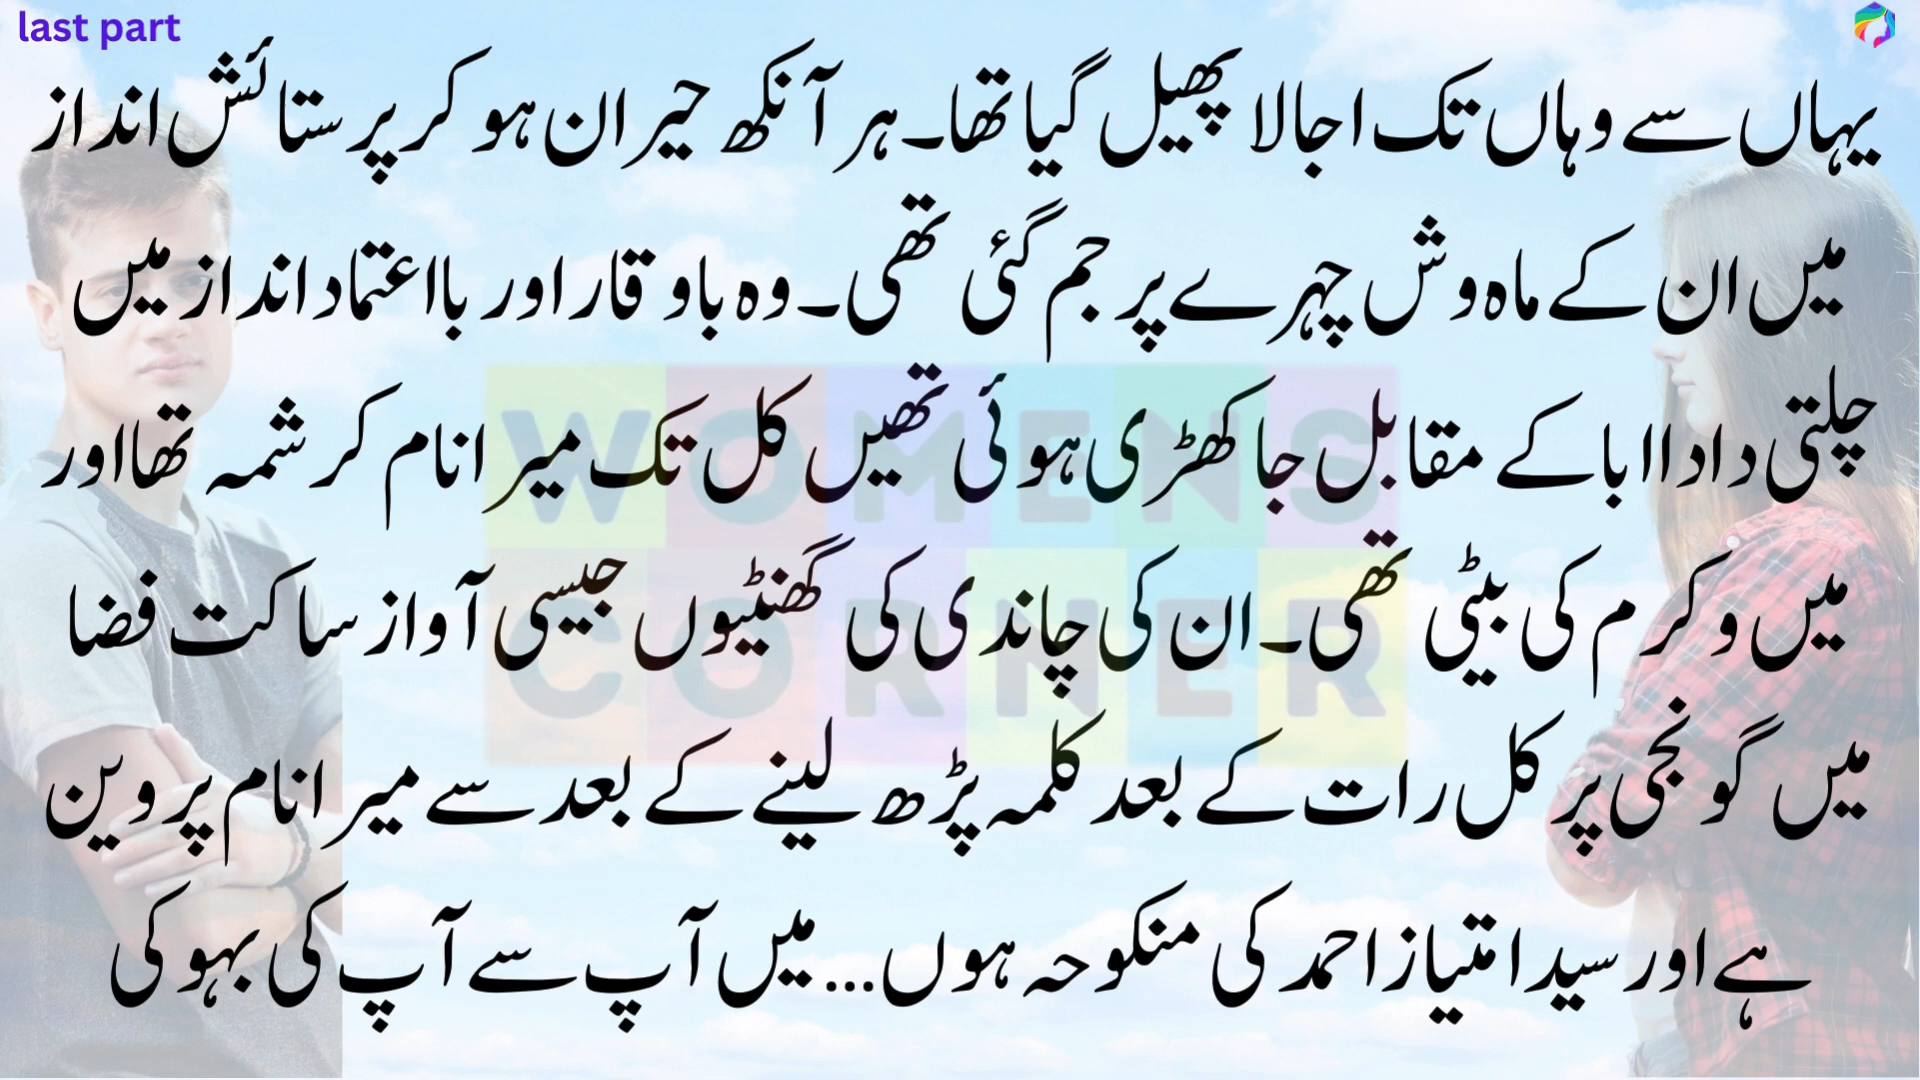 last part
یہاں سے وہاں تک اجالا پھیل گیا تھا۔ ہر آنکھ حیران ہو کر پر ستائش انداز
میں ان کے ماہ وش چہرے پر جم گئی تھی۔ وہ باوقار اور بااعتماد انداز میں
چلتی دادا ابا کے مقابل جا کھڑی ہوئی تھیں کل تک میرا نام کرشمہ تھا اور
میں وکرم کی بیٹی تھی۔ ان کی چاندی کی گھنٹیوں جیسی آواز ساکت فضا
میں گونجی پر کل رات کے بعد کلمہ پڑھ لینے کے بعد سے میرا نام پروین
ہے اور سید امتیاز احمد کی منکوحہ ہوں... میں آپ سے آپ کی بہو کی
WOMENS
CORNER